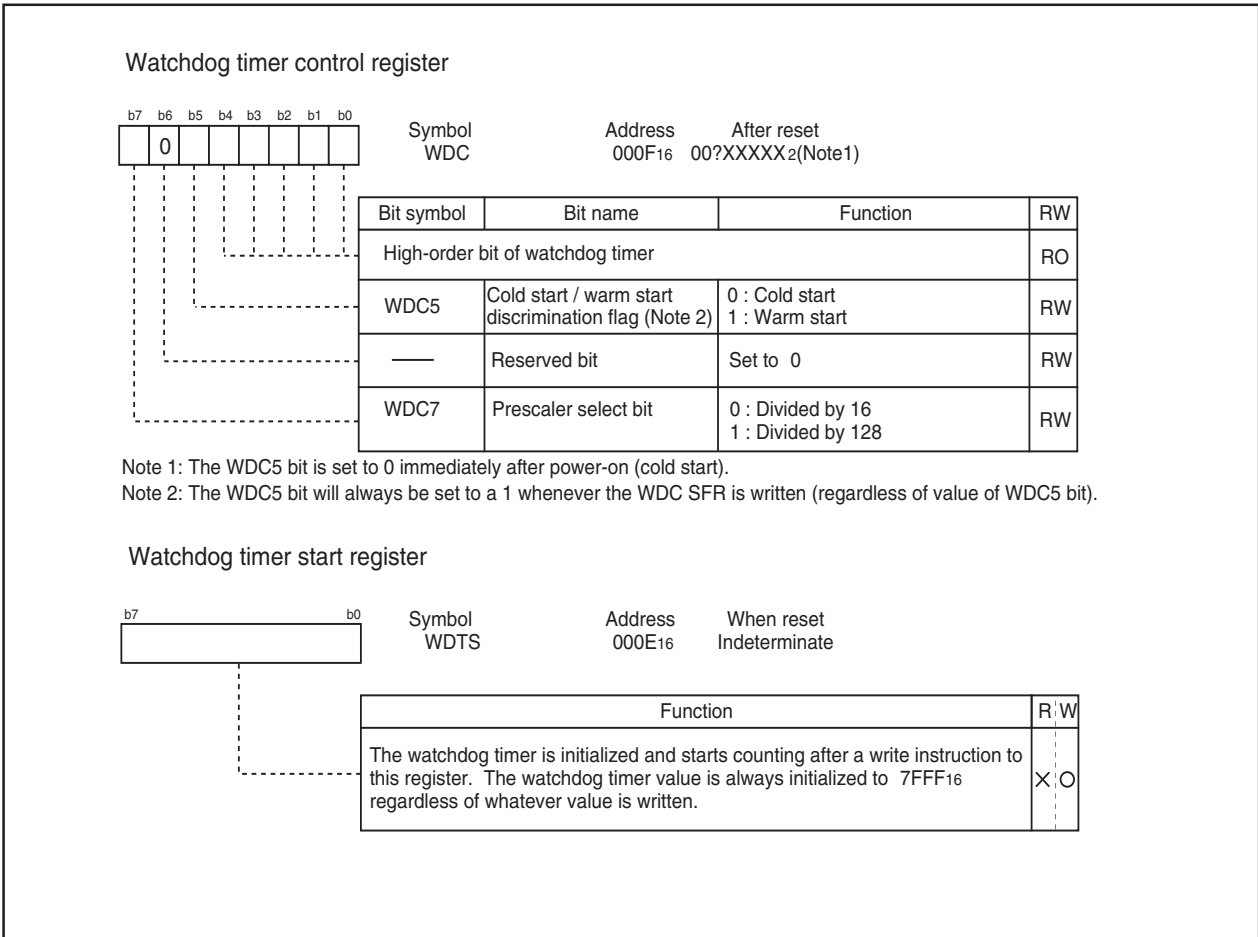 Watchdog timer control register
b7 b6 b5 b4 b3 b2 b1 b0
0
Symbol Address After reset
WDC 000F16 00?XXXXX2(Note1)
Bit symbol Bit name Function RW
High-order bit of watchdog timer RO
WDC5 Cold start / warm start discrimination flag (Note 2) 0 : Cold start 1 : Warm start RW
Reserved bit Set to 0 RW
WDC7 Prescaler select bit 0 : Divided by 16 1 : Divided by 128 RW
Note 1: The WDC5 bit is set to 0 immediately after power-on (cold start).
Note 2: The WDC5 bit will always be set to a 1 whenever the WDC SFR is written (regardless of value of WDC5 bit).
Watchdog timer start register
b7 b0
Symbol Address When reset
WDTS 000E16 Indeterminate
Function R W
The watchdog timer is initialized and starts counting after a write instruction to
this register. The watchdog timer value is always initialized to 7FFF16
regardless of whatever value is written.
X O